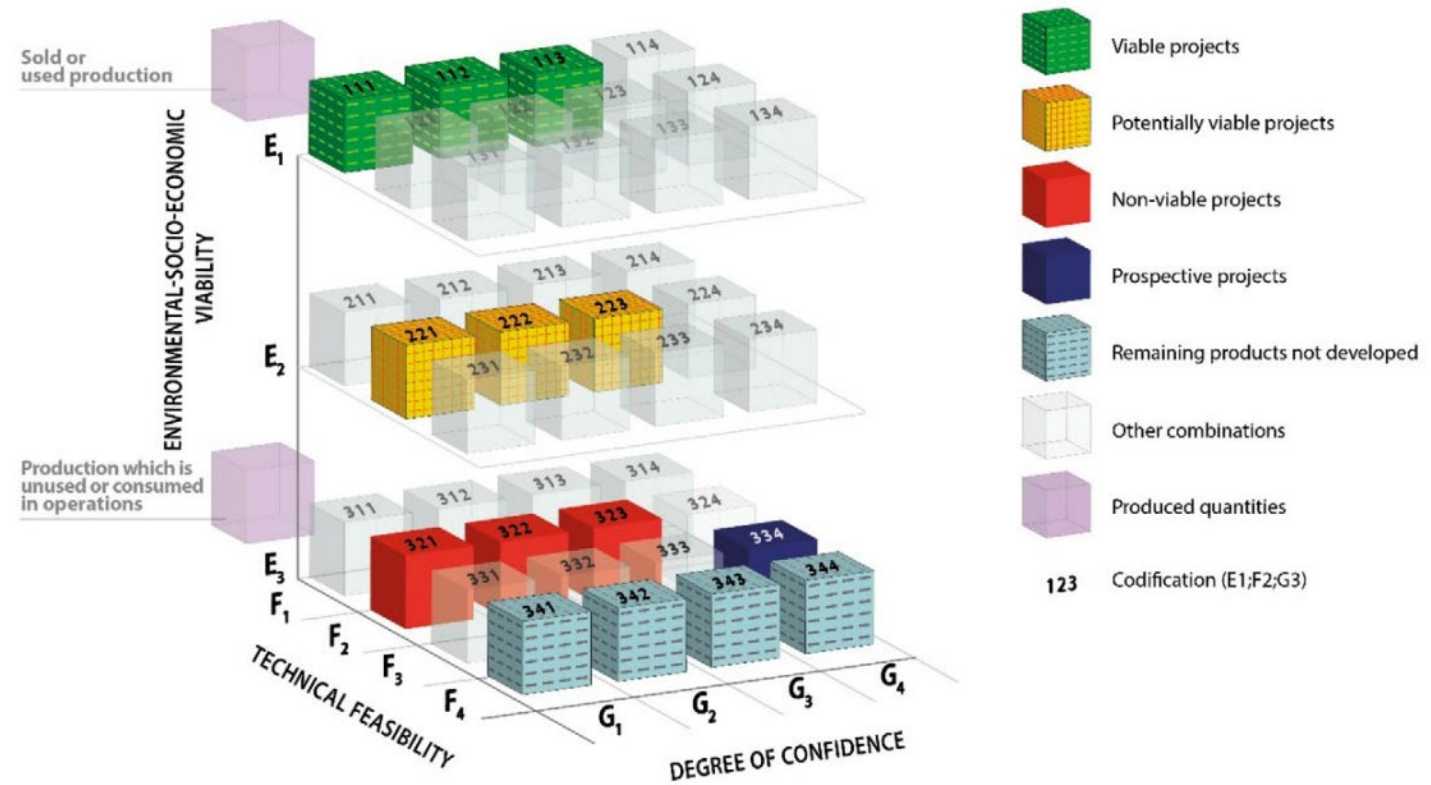 Sold or
used production
ENVIRONMENTAL-SOCIO-ECONOMIC
VIABILITY
E1
111
112
113
114
122
123
124
131
132
133
134
E2
211
212
213
214
221
222
223
224
231
232
233
234
Production which is
unused or consumed
in operations
E3
311
312
313
314
321
322
323
324
331
332
333
334
341
342
343
344
F1
F2
F3
F4
TECHNICAL FEASIBILITY
G1
G2
G3
G4
DEGREE OF CONFIDENCE
Viable projects
Potentially viable projects
Non-viable projects
Prospective projects
Remaining products not developed
Other combinations
Produced quantities
123 Codification (E1;F2;G3)